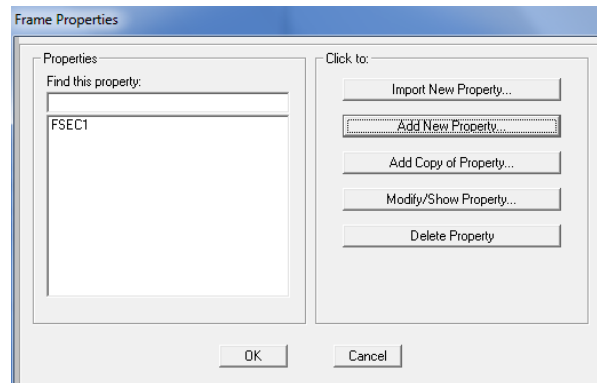 Frame Properties
Properties
Find this property:
FSEC1
Click to:
Import New Property...
Add New Property...
Add Copy of Property...
Modify/Show Property...
Delete Property
OK
Cancel